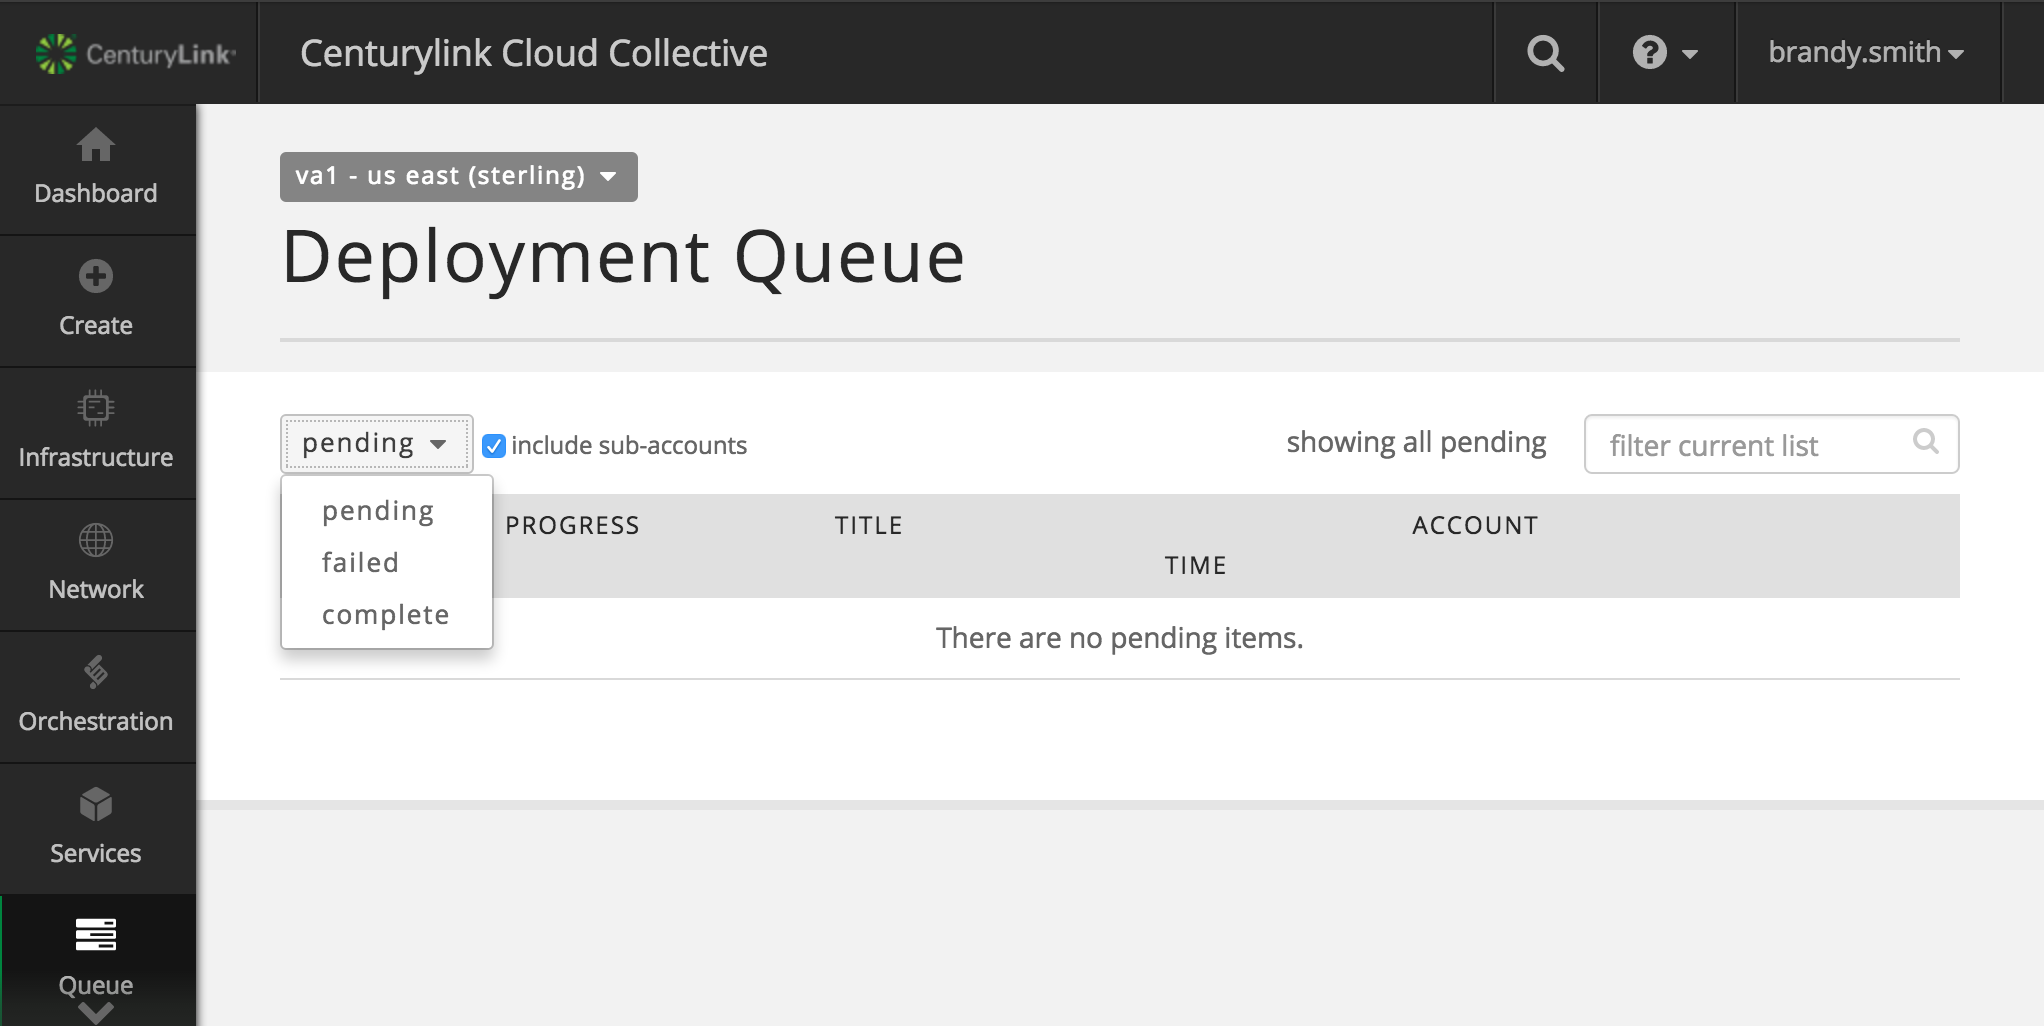 CenturyLink
Centurylink Cloud Collective
brandy.smith
Dashboard
Create
Infrastructure
Network
Orchestration
Services
Queue
va1 - us east (sterling)
Deployment Queue
pending
include sub-accounts
showing all pending
filter current list
pending
failed
complete
PROGRESS
TITLE
TIME
ACCOUNT
There are no pending items.